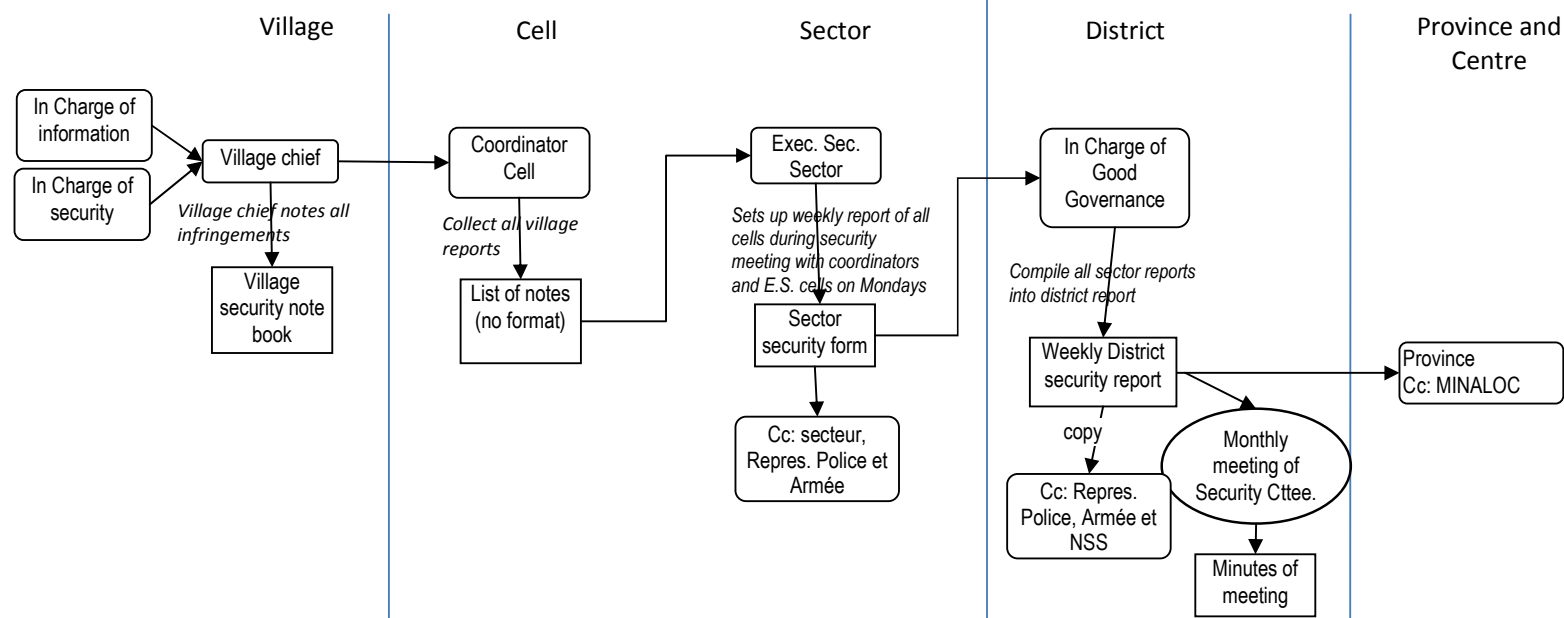 Village
Cell
Sector
District
Province and
Centre
In Charge of
information
In Charge of
security
Village chief
Village chief notes all
infringements
Village
security note
book
Coordinator
Cell
Collect all village
reports
List of notes
(no format)
Exec. Sec.
Sector
Sets up weekly report of all
cells during security
meeting with coordinators
and E.S. cells on Mondays
Sector
security form
Cc: secteur,
Repres. Police et
Armée
In Charge of
Good
Governance
Compile all sector reports
into district report
Weekly District
security report
copy
Cc: Repres.
Police, Armée et
NSS
Monthly
meeting of
Security Cttee.
Minutes of
meeting
Province
Cc: MINALOC